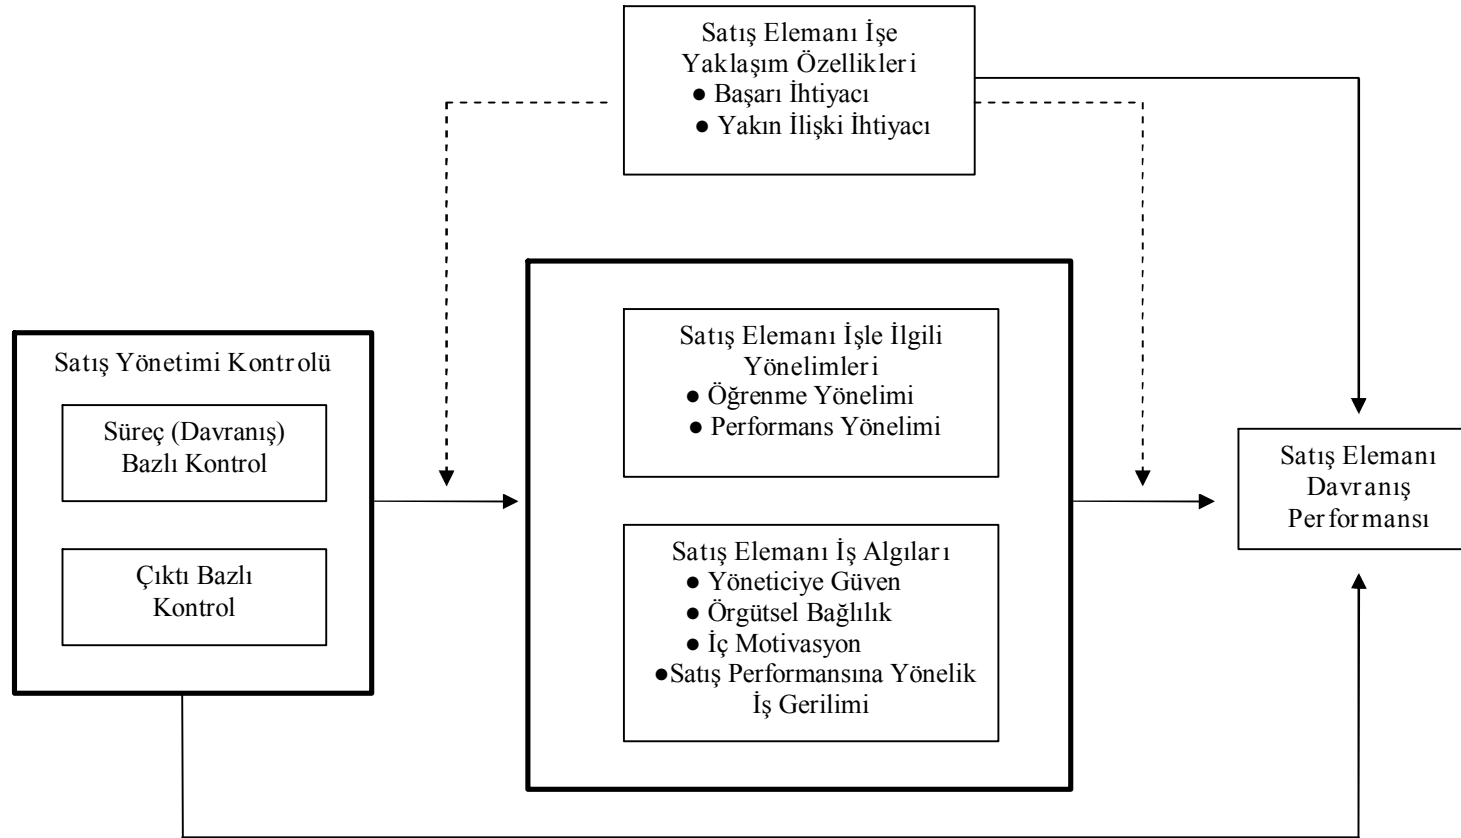 Satış Elemanı İşe
Yaklaşım Özellikleri
● Başarı İhtiyacı
● Yakın İlişki İhtiyacı
Satış Yönetimi Kontrolü
Süreç (Davranış)
Bazlı Kontrol
Çıktı Bazlı
Kontrol
Satış Elemanı İşle İlgili
Yönelimleri
● Öğrenme Yönelimi
● Performans Yönelimi
Satış Elemanı İş Algıları
● Yöneticiye Güven
● Örgütsel Bağlılık
● İç Motivasyon
●Satış Performansına Yönelik
İş Gerilimi
Satış Elemanı
Davranış
Performansı